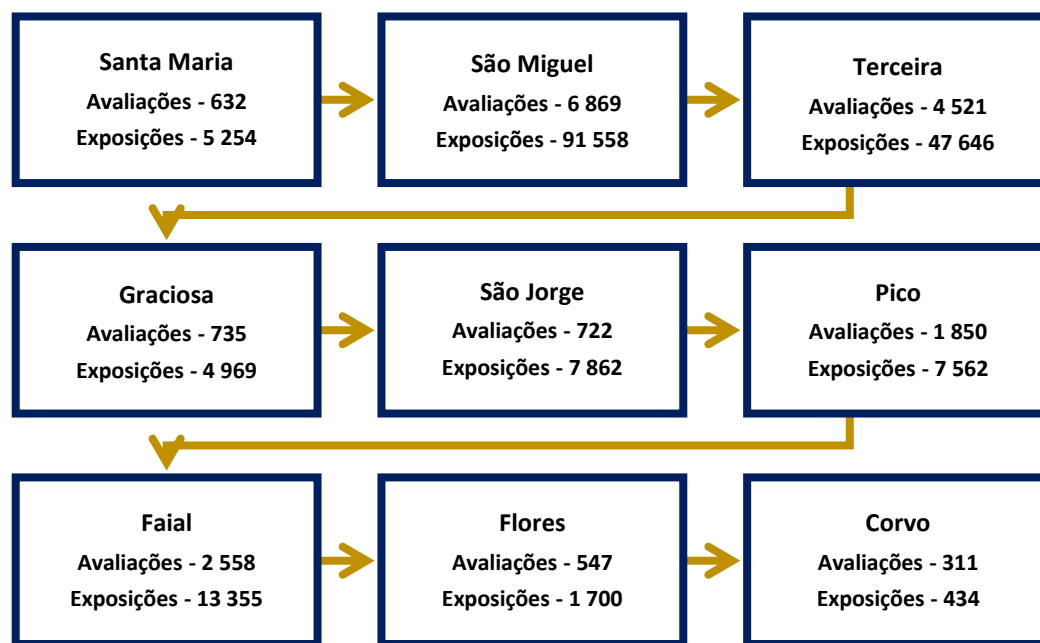 Santa Maria
Avaliações - 632
Exposições - 5 254
São Miguel
Avaliações - 6 869
Exposições - 91 558
Terceira
Avaliações - 4 521
Exposições - 47 646
Graciosa
Avaliações - 735
Exposições - 4 969
São Jorge
Avaliações - 722
Exposições - 7 862
Pico
Avaliações - 1 850
Exposições - 7 562
Faial
Avaliações - 2 558
Exposições - 13 355
Flores
Avaliações - 547
Exposições - 1 700
Corvo
Avaliações - 311
Exposições - 434